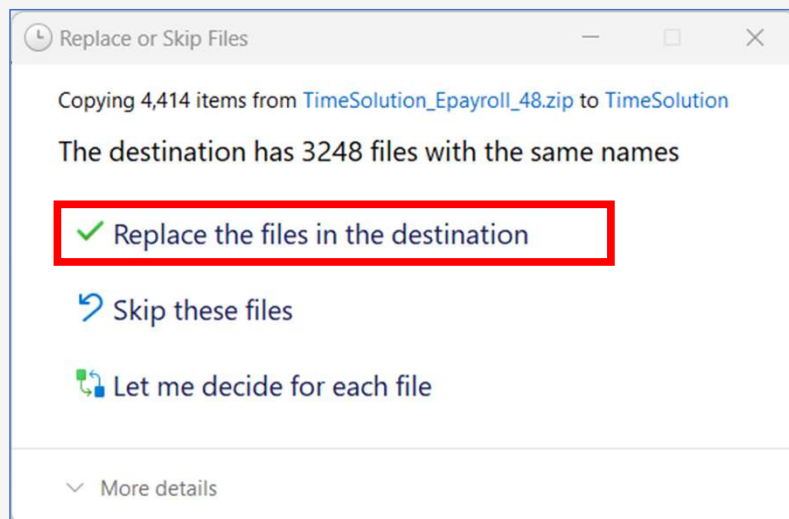 Replace or Skip Files
Copying 4,414 items from TimeSolution_Epayroll_48.zip to TimeSolution
The destination has 3248 files with the same names
Replace the files in the destination
Skip these files
Let me decide for each file
More details